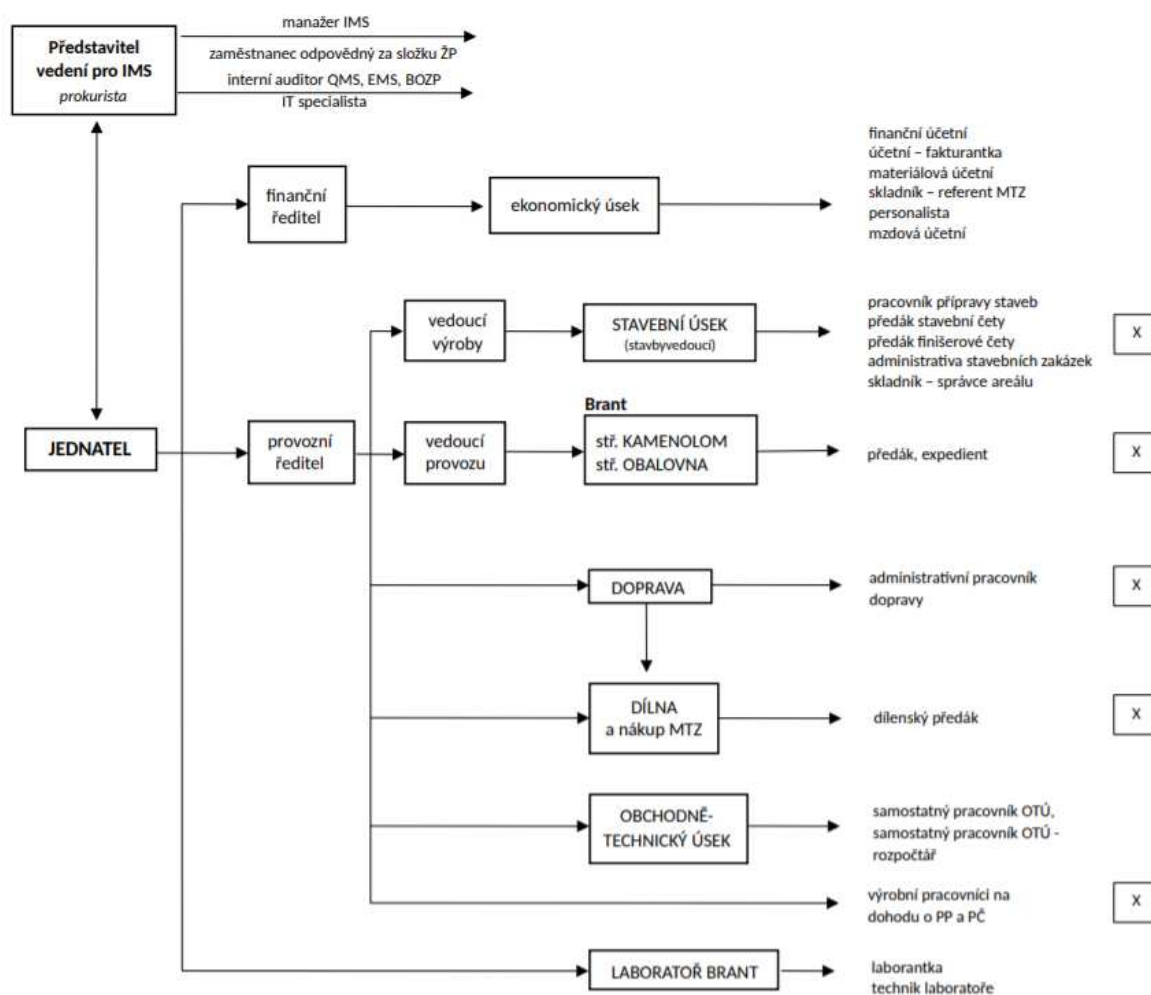 manažer IMS
Představitel
vedení pro IMS
prokurista
zaměstnanec odpovědný za složku ŽP
interní auditor QMS, EMS, BOZP
IT specialista
finanční
ředitel
ekonomický úsek
finanční účetní
účetní – fakturantka
materiálová účetní
skladník – referent MTZ
personalista
mzdová účetní
vedoucí
výroby
STAVEBNÍ ÚSEK
(stavbyvedoucí)
pracovník přípravy staveb
předák stavební čety
předák finišerové čety
administrativa stavebních zakázek
skladník – správce areálu
X
JEDNATEL
provozní
ředitel
vedoucí
provozu
Brant
stř. KAMENOLOM
stř. OBALOVNA
předák, expedient
X
DOPRAVA
administrativní pracovník
dopravy
X
DÍLNA
a nákup MTZ
dílenský předák
X
OBCHODNĚ-
TECHNICKÝ ÚSEK
samostatný pracovník OTÚ,
samostatný pracovník OTÚ -
rozpočtář
výrobní pracovníci na
dohodu o PP a PČ
X
LABORATOŘ BRANT
laborantka
technik laboratoře